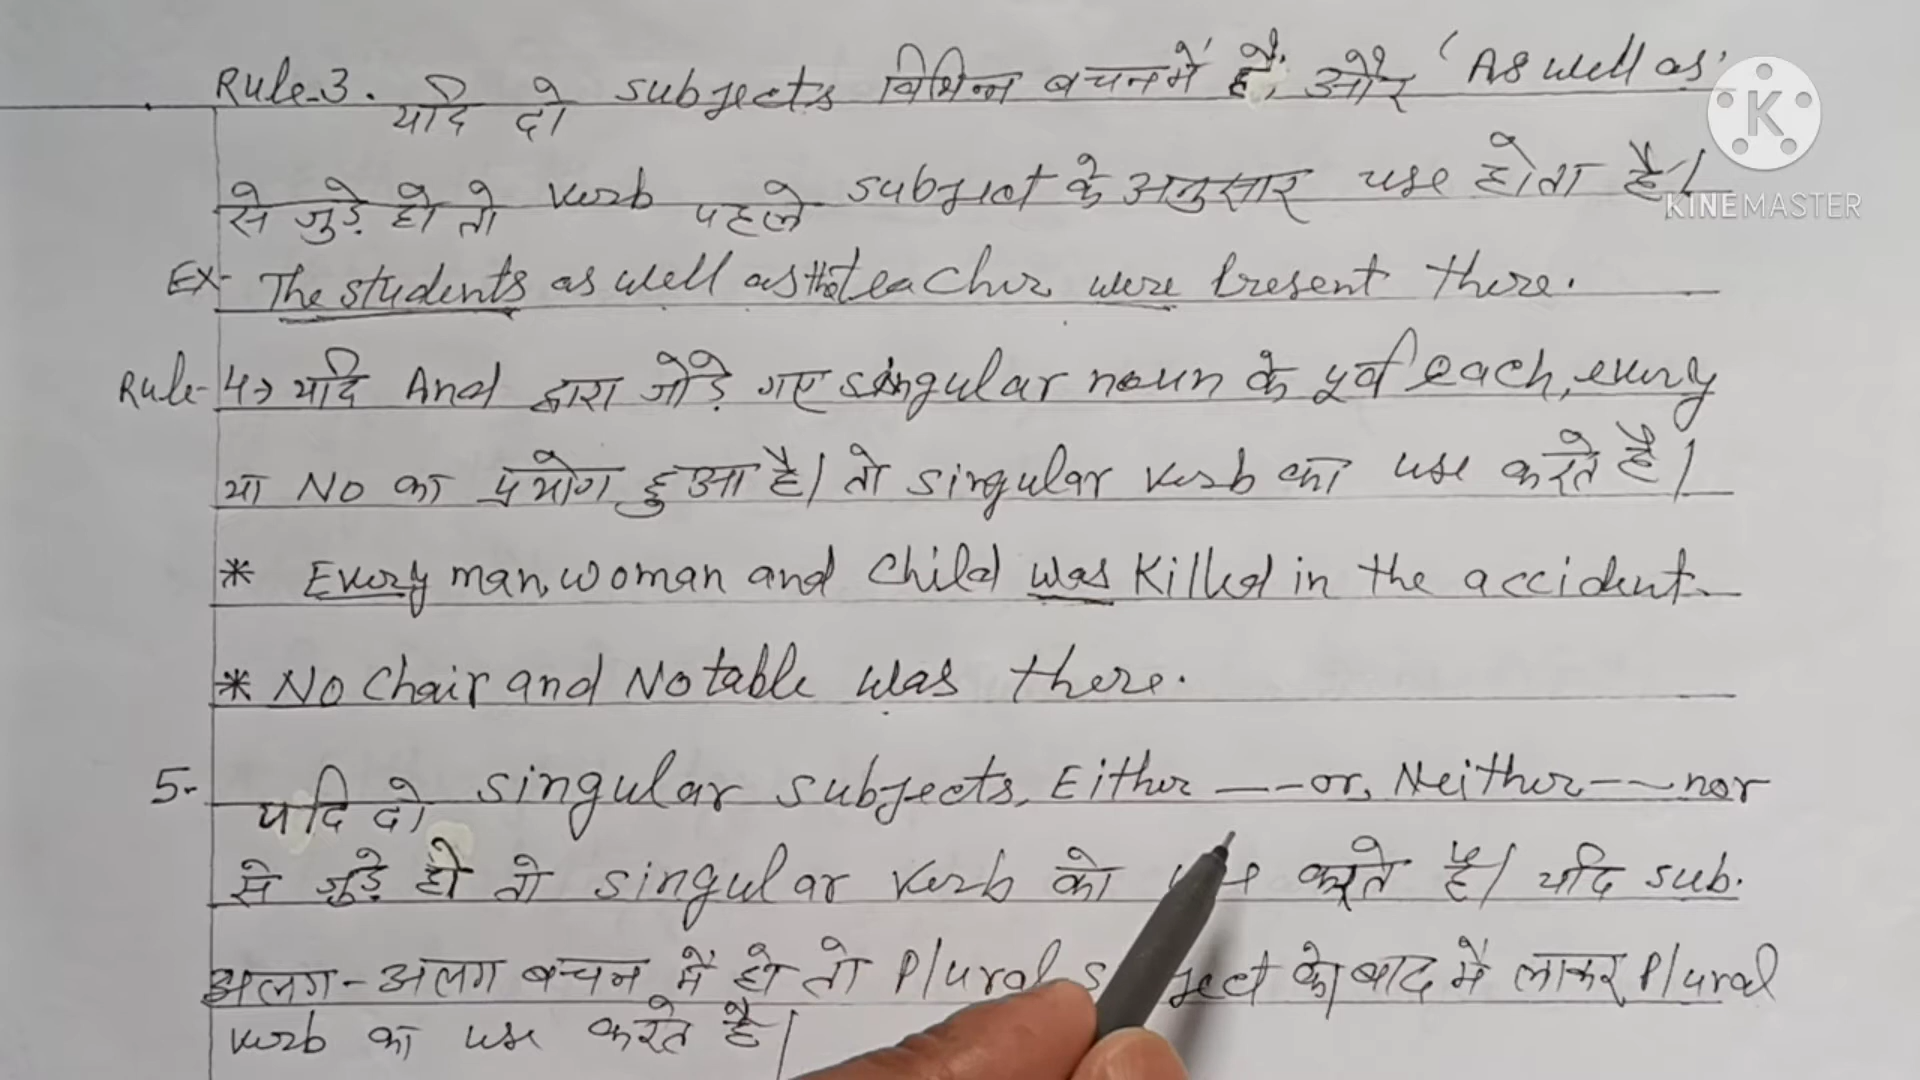 Rule-3. यदि दो subjects विभिन्न बचनमें हो, और 'As well as'
से जुड़े हो तो verb पहले subject के अनुसार use होता है।
Ex- The students as well as the teacher were present there.
Rule-4→ यदि And द्वारा जोड़े गए singular noun के पूर्व each, every
या No का प्रयोग हुआ है। तो singular verb का use करते है।
* Every man, woman and child was killed in the accident.
* No chair and No table was there.
5- यदि दो singular subjects, Either ---or, Neither---nor
से जुड़े हो तो singular verb का करते है। यदि sub.
अलग-अलग बचन में हो तो Plural को बाद में लाकर Plural
verb का use करते है।
K
KINEMASTER